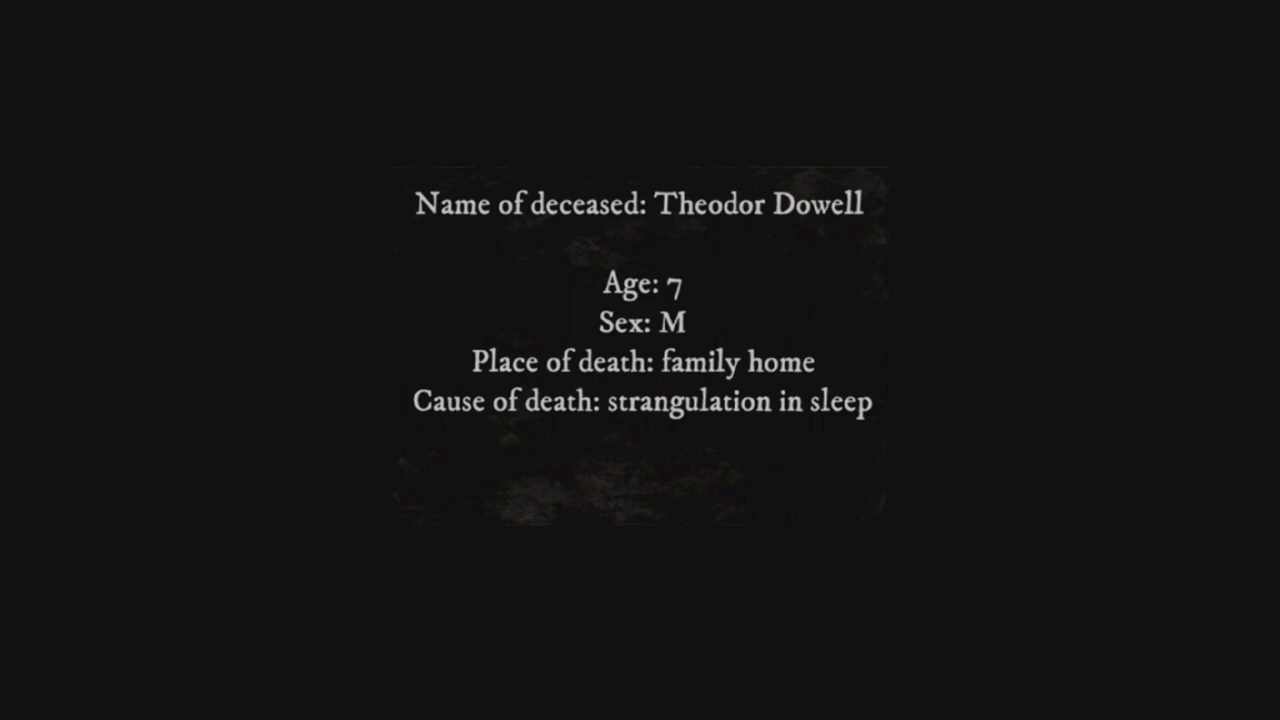 Name of deceased: Theodor Dowell
Age: 7
Sex: M
Place of death: family home
Cause of death: strangulation in sleep